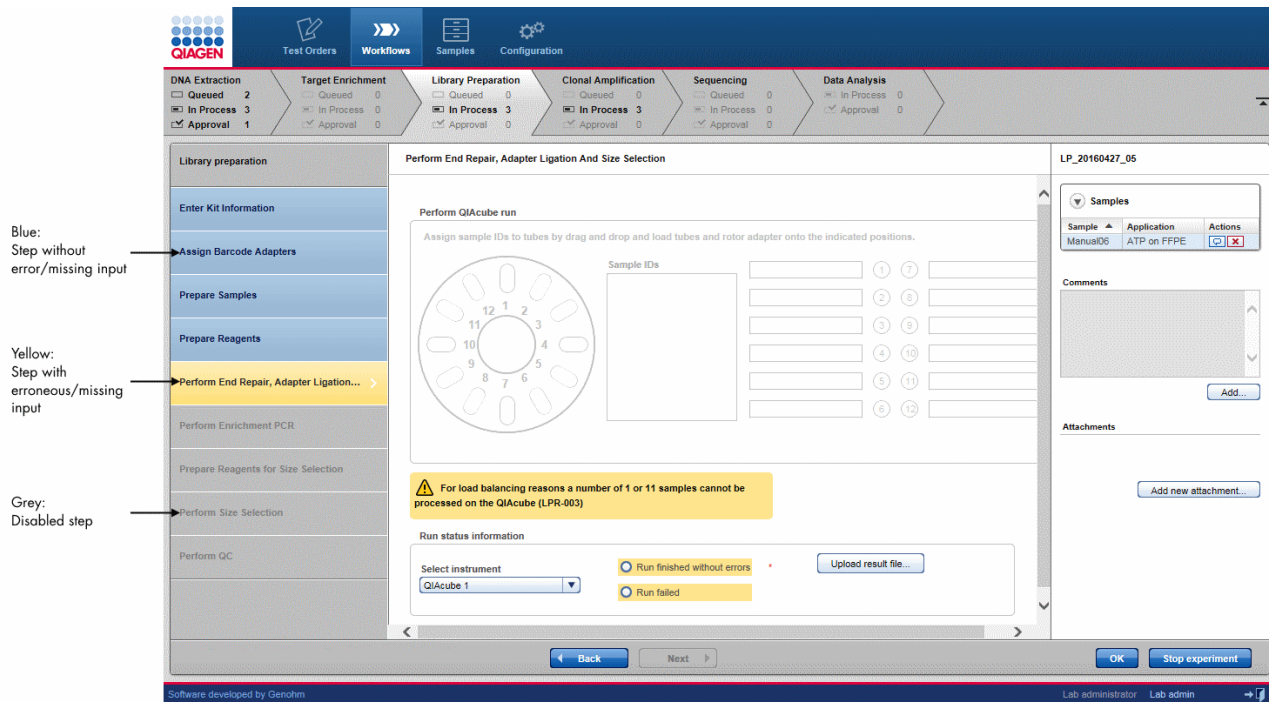 QIAGEN
Test Orders
Workflows
Samples
Configuration
DNA Extraction
Queued 2
In Process 3
Approval 1
Target Enrichment
Queued 0
In Process 0
Approval 0
Library Preparation
Queued 0
In Process 3
Approval 0
Clonal Amplification
Queued 0
In Process 3
Approval 0
Sequencing
Queued 0
In Process 0
Approval 0
Data Analysis
In Process 0
Approval 0
Blue:
Step without
error/missing input
Yellow:
Step with
erroneous/missing
input
Grey:
Disabled step
Library preparation
Enter Kit Information
Assign Barcode Adapters
Prepare Samples
Prepare Reagents
Perform End Repair, Adapter Ligation...
Perform Enrichment PCR
Prepare Reagents for Size Selection
Perform Size Selection
Perform QC
Perform End Repair, Adapter Ligation And Size Selection
Perform QIAcube run
Assign sample IDs to tubes by drag and drop and load tubes and rotor adapter onto the indicated positions.
12 1 2
11 3
10 4
9 5
8 7 6
Sample IDs
1 7
2 8
3 9
4 10
5 11
6 12
For load balancing reasons a number of 1 or 11 samples cannot be
processed on the QIAcube (LPR-003)
Run status information
Select instrument
QIAcube 1
Run finished without errors *
Run failed
Upload result file...
LP_20160427_05
Samples
Sample Application Actions
Manual06 ATP on FFPE
Comments
Add...
Attachments
Add new attachment...
Back
Next
OK
Stop experiment
Software developed by Genohm
Lab administrator Lab admin